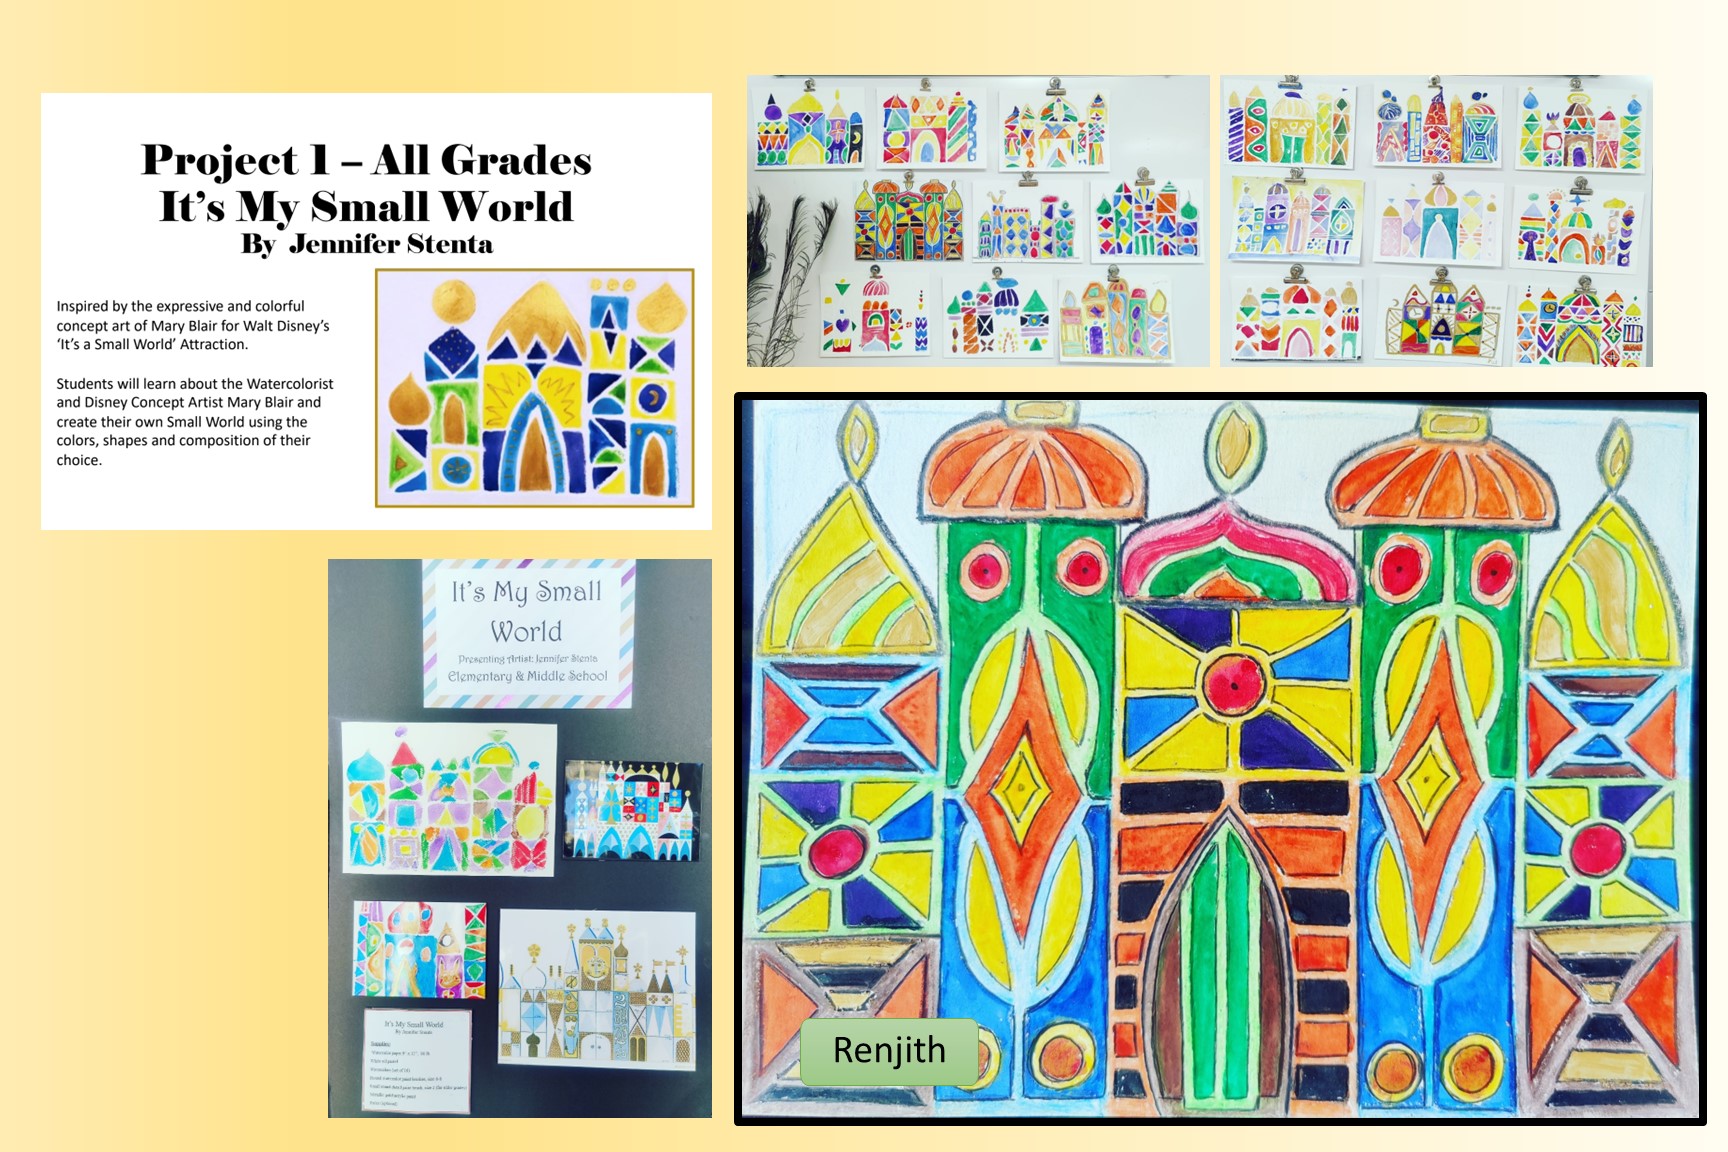 Project 1 – All Grades
It's My Small World
By Jennifer Stenta
Inspired by the expressive and colorful
concept art of Mary Blair for Walt Disney's
'It's a Small World' Attraction.
Students will learn about the Watercolorist
and Disney Concept Artist Mary Blair and
create their own Small World using the
colors, shapes and composition of their
choice.
It's My Small
World
Presenting Artist: Jennifer Stenta
Elementary & Middle School
It's My Small World
By Jennifer Stenta
Renjith